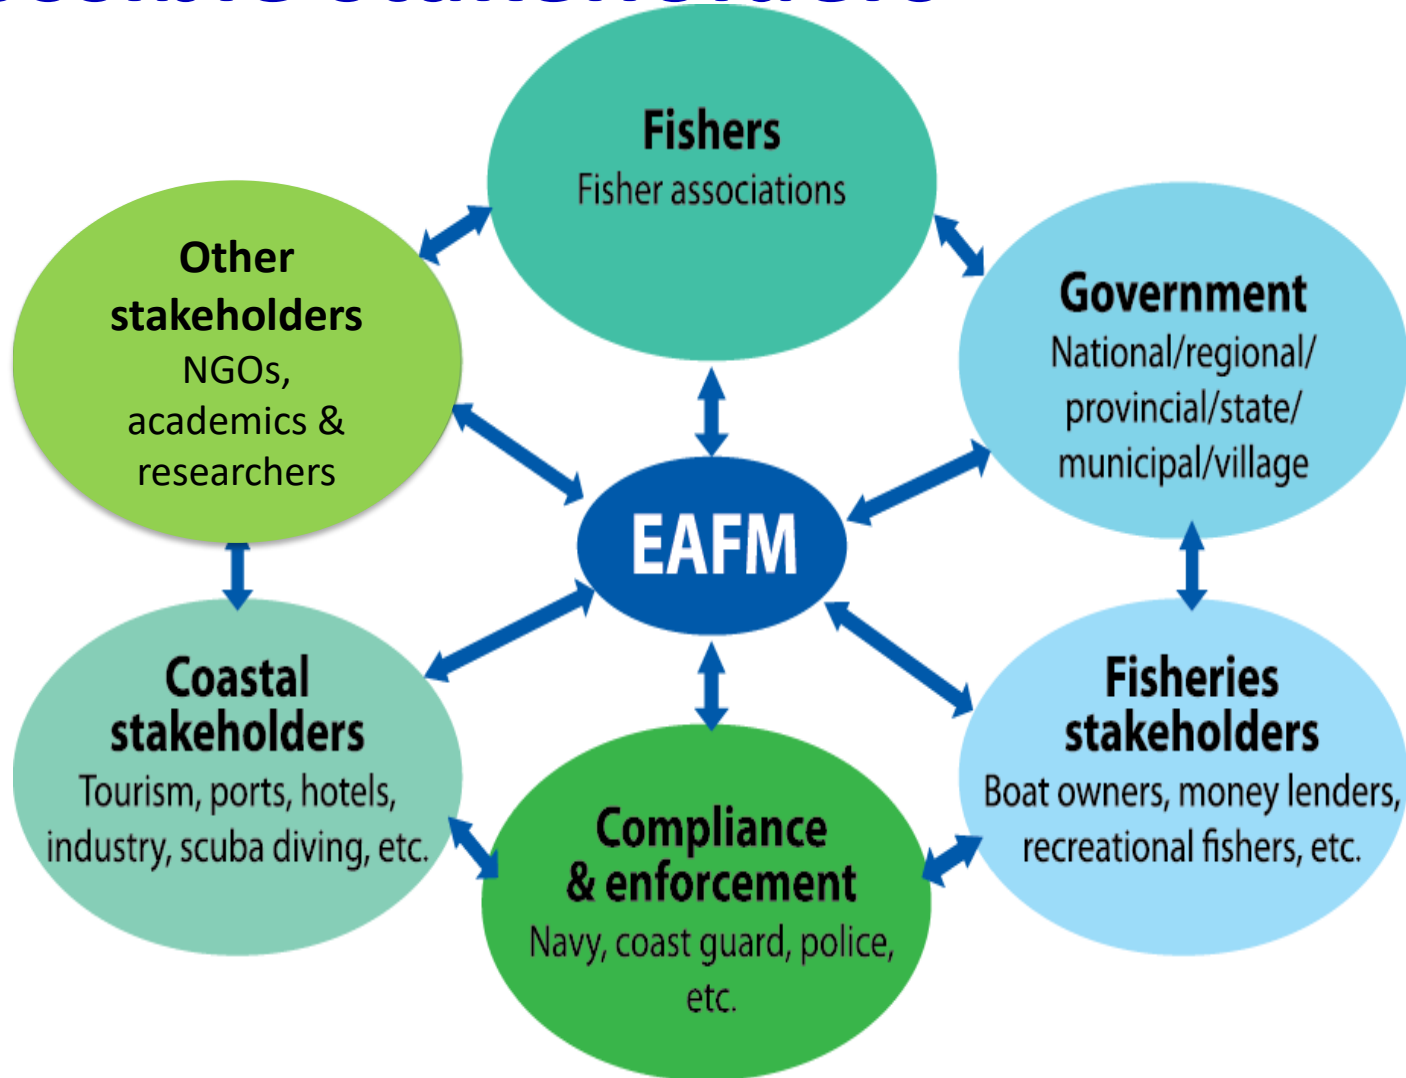 stakeholders
Fishers
Fisher associations
Other
stakeholders
NGOs,
academics &
researchers
Government
National/regional/
provincial/state/
municipal/village
EAFM
Coastal
stakeholders
Tourism, ports, hotels,
industry, scuba diving, etc.
Fisheries
stakeholders
Boat owners, money lenders,
recreational fishers, etc.
Compliance
& enforcement
Navy, coast guard, police,
etc.